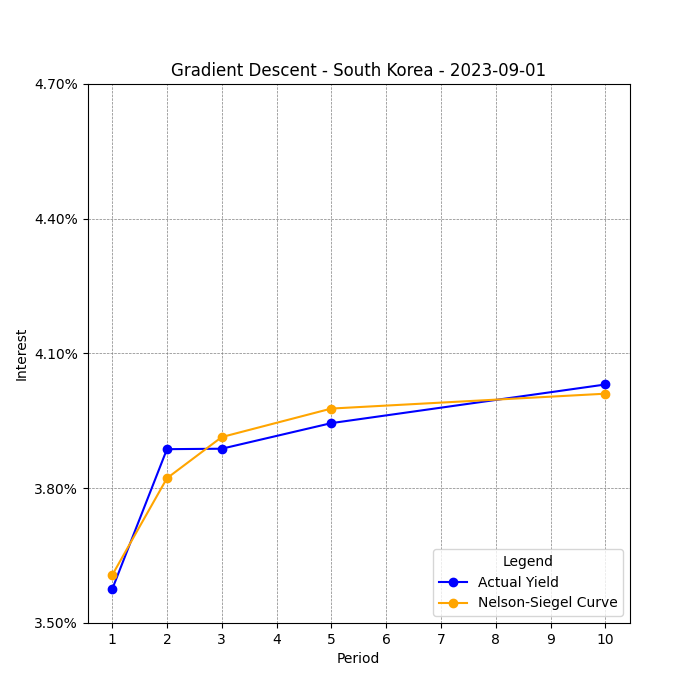 Gradient Descent - South Korea - 2023-09-01
4.70%
4.40%
4.10%
3.80%
3.50%
Interest
Legend
Actual Yield
Nelson-Siegel Curve
1 2 3 4 5 6 7 8 9 10
Period